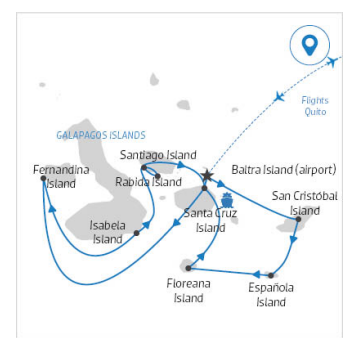 Flights
Quito
GALAPAGOS ISLANDS
Santiago Island
Fernandina
Island
Rabida Island
Baltra Island (airport)
San Cristóbal
Island
Santa Cruz
Island
Isabela
Island
Floreana
Island
Española
Island